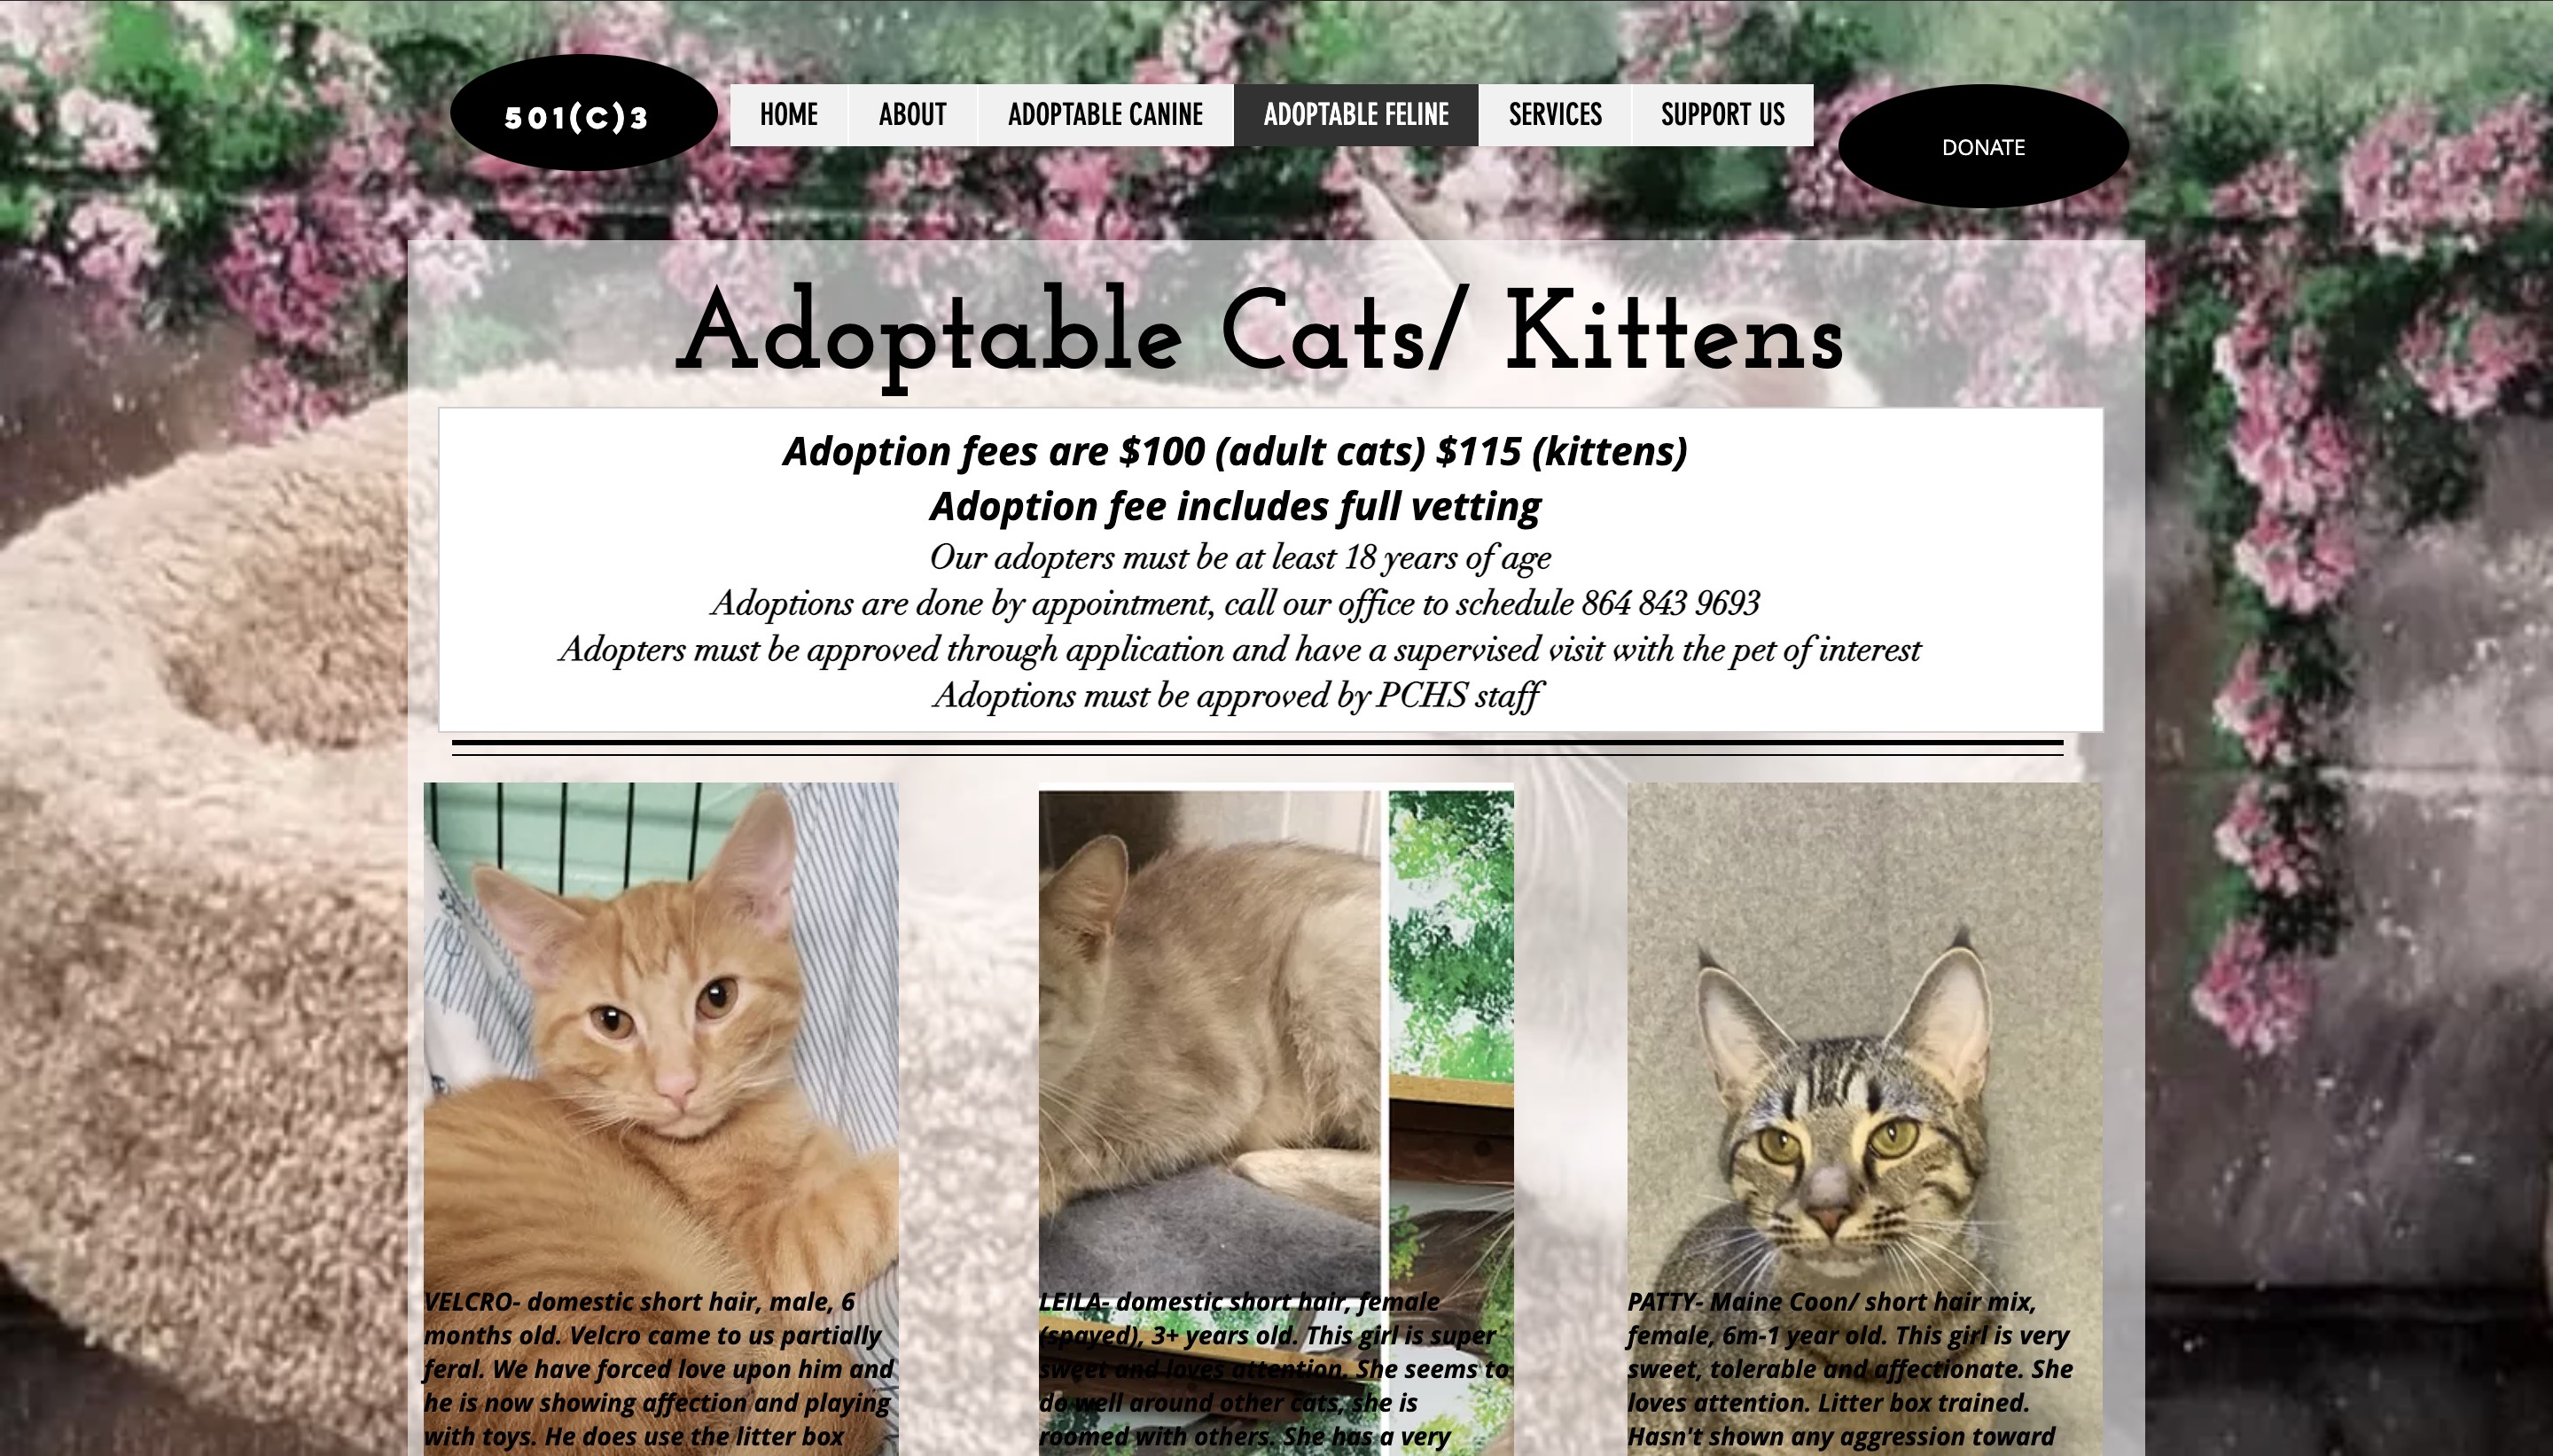 501(C)3
HOME
ABOUT
ADOPTABLE CANINE
ADOPTABLE FELINE
SERVICES
SUPPORT US
DONATE
Adoptable Cats/ Kittens
Adoption fees are $100 (adult cats) $115 (kittens)
Adoption fee includes full vetting
Our adopters must be at least 18 years of age
Adoptions are done by appointment, call our office to schedule 864 843 9693
Adopters must be approved through application and have a supervised visit with the pet of interest
Adoptions must be approved by PCHS staff
VELCRO- domestic short hair, male, 6
months old. Velcro came to us partially
feral. We have forced love upon him and
he is now showing affection and playing
with toys. He does use the litter box
LEILA- domestic short hair, female
(spayed), 3+ years old. This girl is super
sweet and loves attention. She seems to
do well around other cats, she is
roomed with others. She has a very
PATTY- Maine Coon/ short hair mix,
female, 6m-1 year old. This girl is very
sweet, tolerable and affectionate. She
loves attention. Litter box trained.
Hasn't shown any aggression toward